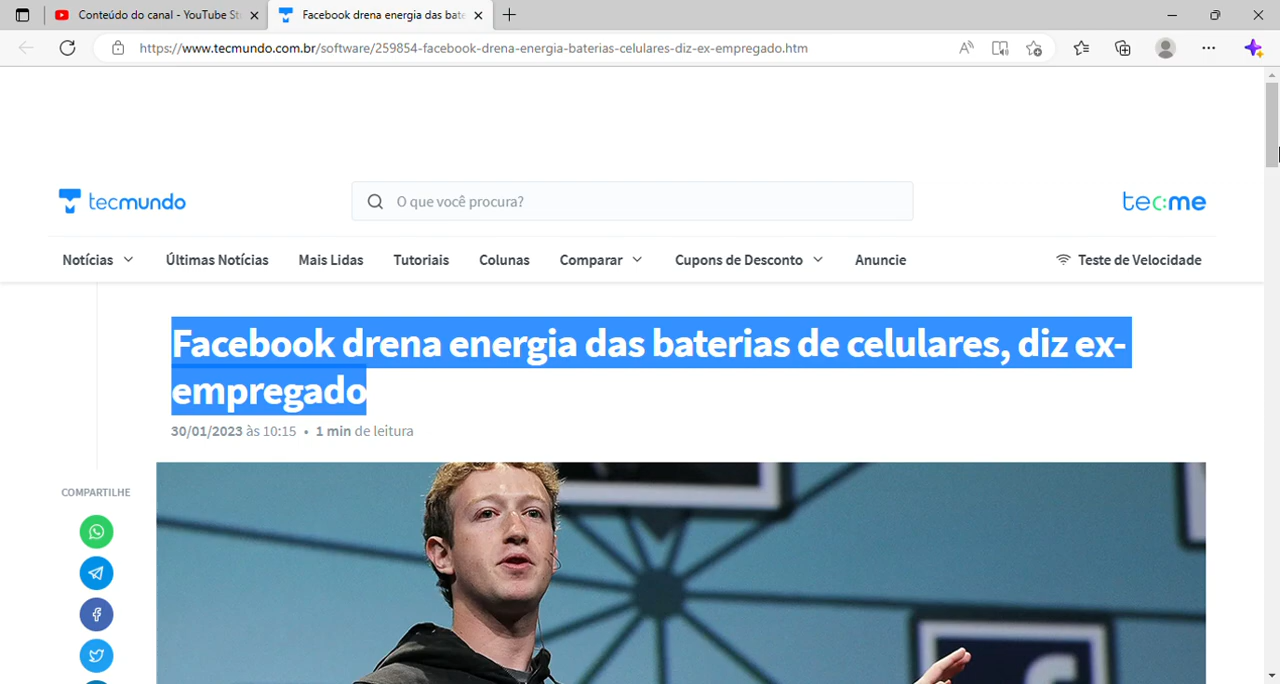 Conteúdo do canal - YouTube St
Facebook drena energia das bate
https://www.tecmundo.com.br/software/259854-facebook-drena-energia-baterias-celulares-diz-ex-empregado.htm
tecmundo
O que você procura?
tec:me
Notícias
Últimas Notícias
Mais Lidas
Tutoriais
Colunas
Comparar
Cupons de Desconto
Anuncie
Teste de Velocidade
Facebook drena energia das baterias de celulares, diz ex-
empregado
30/01/2023 às 10:15 • 1 min de leitura
COMPARTILHE